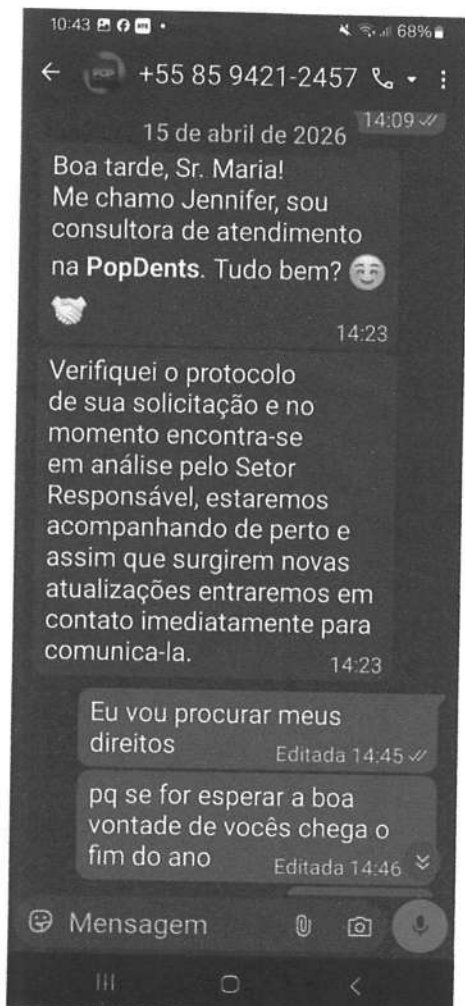 10:43
68%
+55 85 9421-2457
14:09
15 de abril de 2026
Boa tarde, Sr. Maria!
Me chamo Jennifer, sou
consultora de atendimento
na PopDents. Tudo bem?
14:23
Verifiquei o protocolo
de sua solicitação e no
momento encontra-se
em análise pelo Setor
Responsável, estaremos
acompanhando de perto e
assim que surgirem novas
atualizações entraremos em
contato imediatamente para
comunica-la.
14:23
Eu vou procurar meus
direitos
Editada 14:45
pq se for esperar a boa
vontade de vocês chega o
fim do ano
Editada 14:46
Mensagem